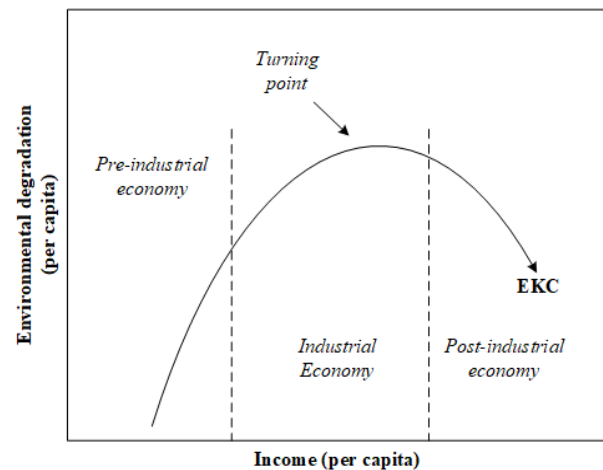 Turning
point
Pre-industrial
economy
Environmental degradation
(per capita)
EKC
Industrial
Economy
Post-industrial
economy
Income (per capita)